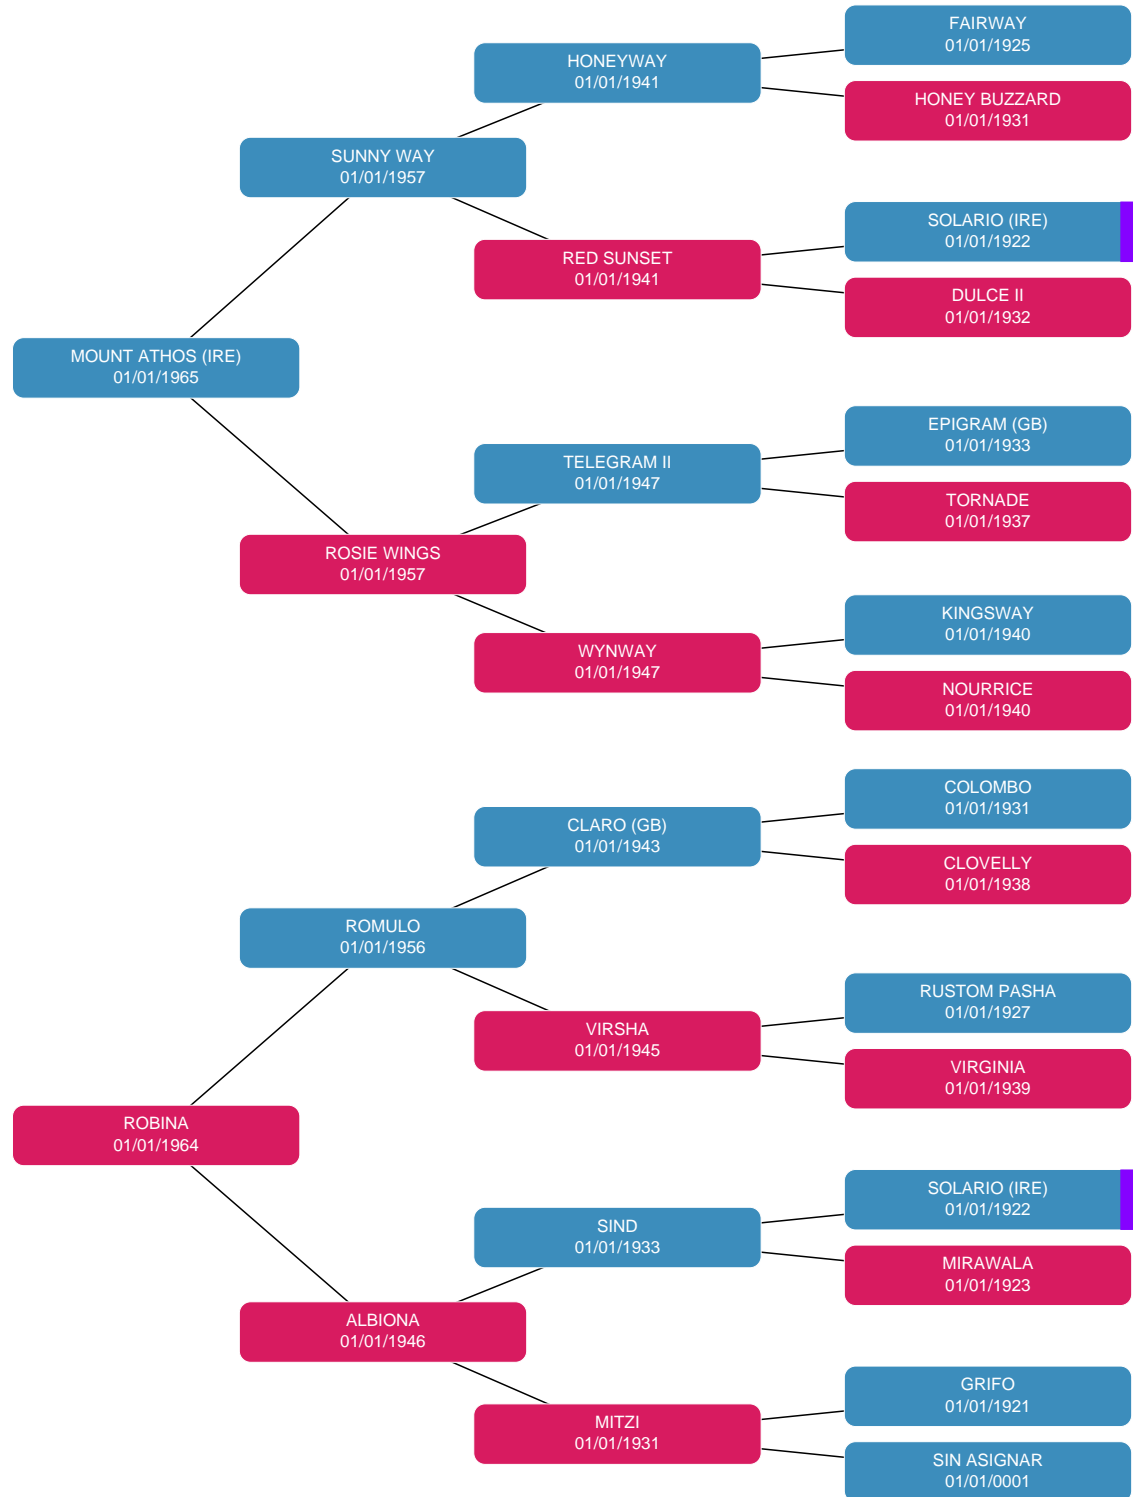 FAIRWAY
01/01/1925
HONEYWAY
01/01/1941
HONEY BUZZARD
01/01/1931
SUNNY WAY
01/01/1957
SOLARIO (IRE)
01/01/1922
RED SUNSET
01/01/1941
DULCE II
01/01/1932
MOUNT ATHOS (IRE)
01/01/1965
EPIGRAM (GB)
01/01/1933
TELEGRAM II
01/01/1947
TORNADE
01/01/1937
ROSIE WINGS
01/01/1957
KINGSWAY
01/01/1940
WYNWAY
01/01/1947
NOURRICE
01/01/1940
COLOMBO
01/01/1931
CLARO (GB)
01/01/1943
CLOVELLY
01/01/1938
ROMULO
01/01/1956
RUSTOM PASHA
01/01/1927
VIRSHA
01/01/1945
VIRGINIA
01/01/1939
ROBINA
01/01/1964
SOLARIO (IRE)
01/01/1922
SIND
01/01/1933
MIRAWALA
01/01/1923
ALBIONA
01/01/1946
GRIFO
01/01/1921
MITZI
01/01/1931
SIN ASIGNAR
01/01/0001